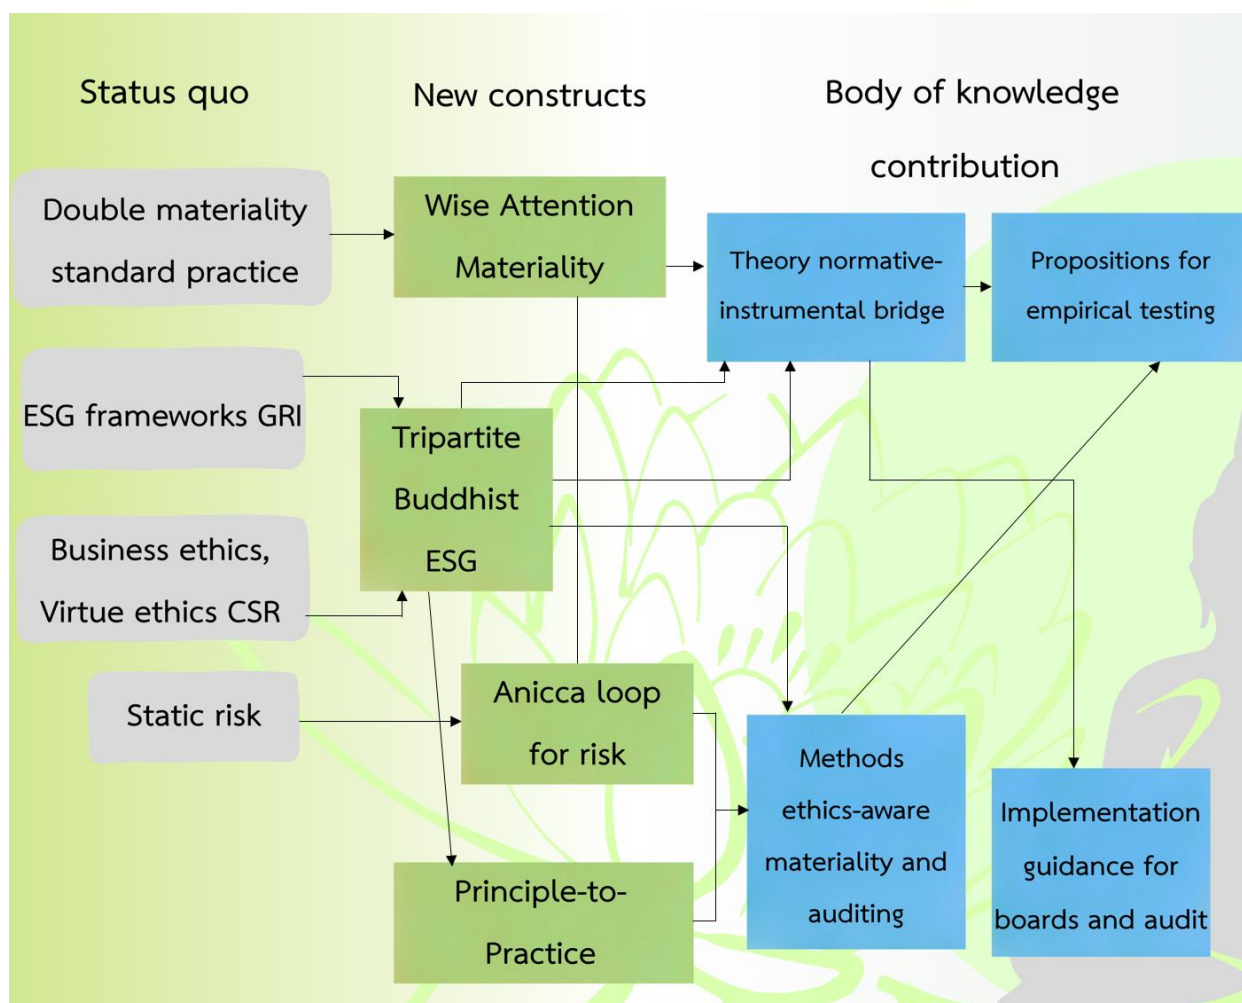 Status quo
New constructs
Body of knowledge
contribution
Double materiality
standard practice
ESG frameworks GRI
Business ethics,
Virtue ethics CSR
Static risk
Wise Attention
Materiality
Tripartite
Buddhist
ESG
Anicca loop
for risk
Principle-to-
Practice
Theory normative-
instrumental bridge
Propositions for
empirical testing
Methods
ethics-aware
materiality and
auditing
Implementation
guidance for
boards and audit